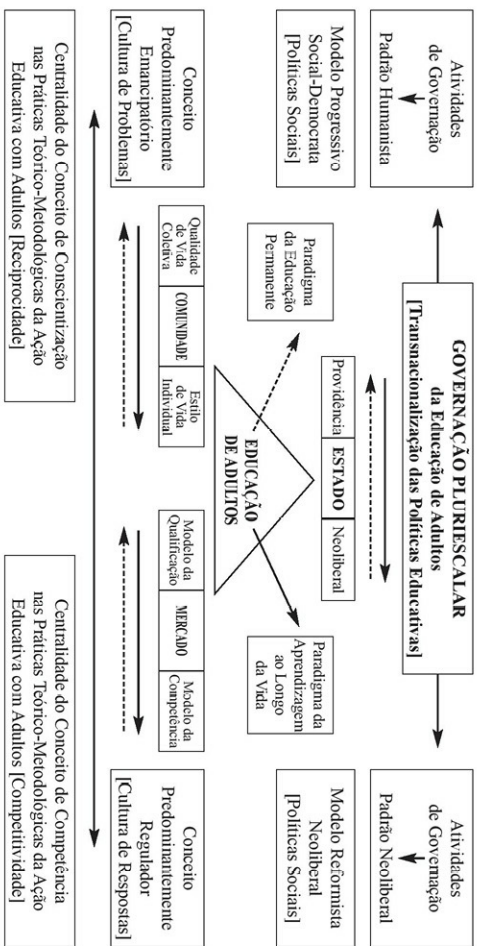 GOVERNAÇÃO PLURIESCALAR
da Educação de Adultos
[Transnacionalização das Políticas Educativas]
Atividades
de Governação
Padrão Humanista
Atividades
de Governação
Padrão Neoliberal
Modelo Progressivo
Social-Democrata
[Políticas Sociais]
Providência
ESTADO
Neoliberal
Modelo Reformista
Neoliberal
[Políticas Sociais]
Paradigma
da Educação
Permanente
Paradigma da
Aprendizagem
ao Longo
da Vida
EDUCAÇÃO
DE ADULTOS
Conceito
Predominantemente
Emancipatório
[Cultura de Problemas]
Qualidade
de Vida
Coletiva
COMUNIDADE
Estilo
de Vida
Individual
Modelo da
Qualificação
MERCADO
Modelo da
Competência
Conceito
Predominantemente
Regulador
[Cultura de Respostas]
Centralidade do Conceito de Conscientização
nas Práticas Teórico-Metodológicas da Ação
Educativa com Adultos [Reciprocidade]
Centralidade do Conceito de Competência
nas Práticas Teórico-Metodológicas da Ação
Educativa com Adultos [Competitividade]